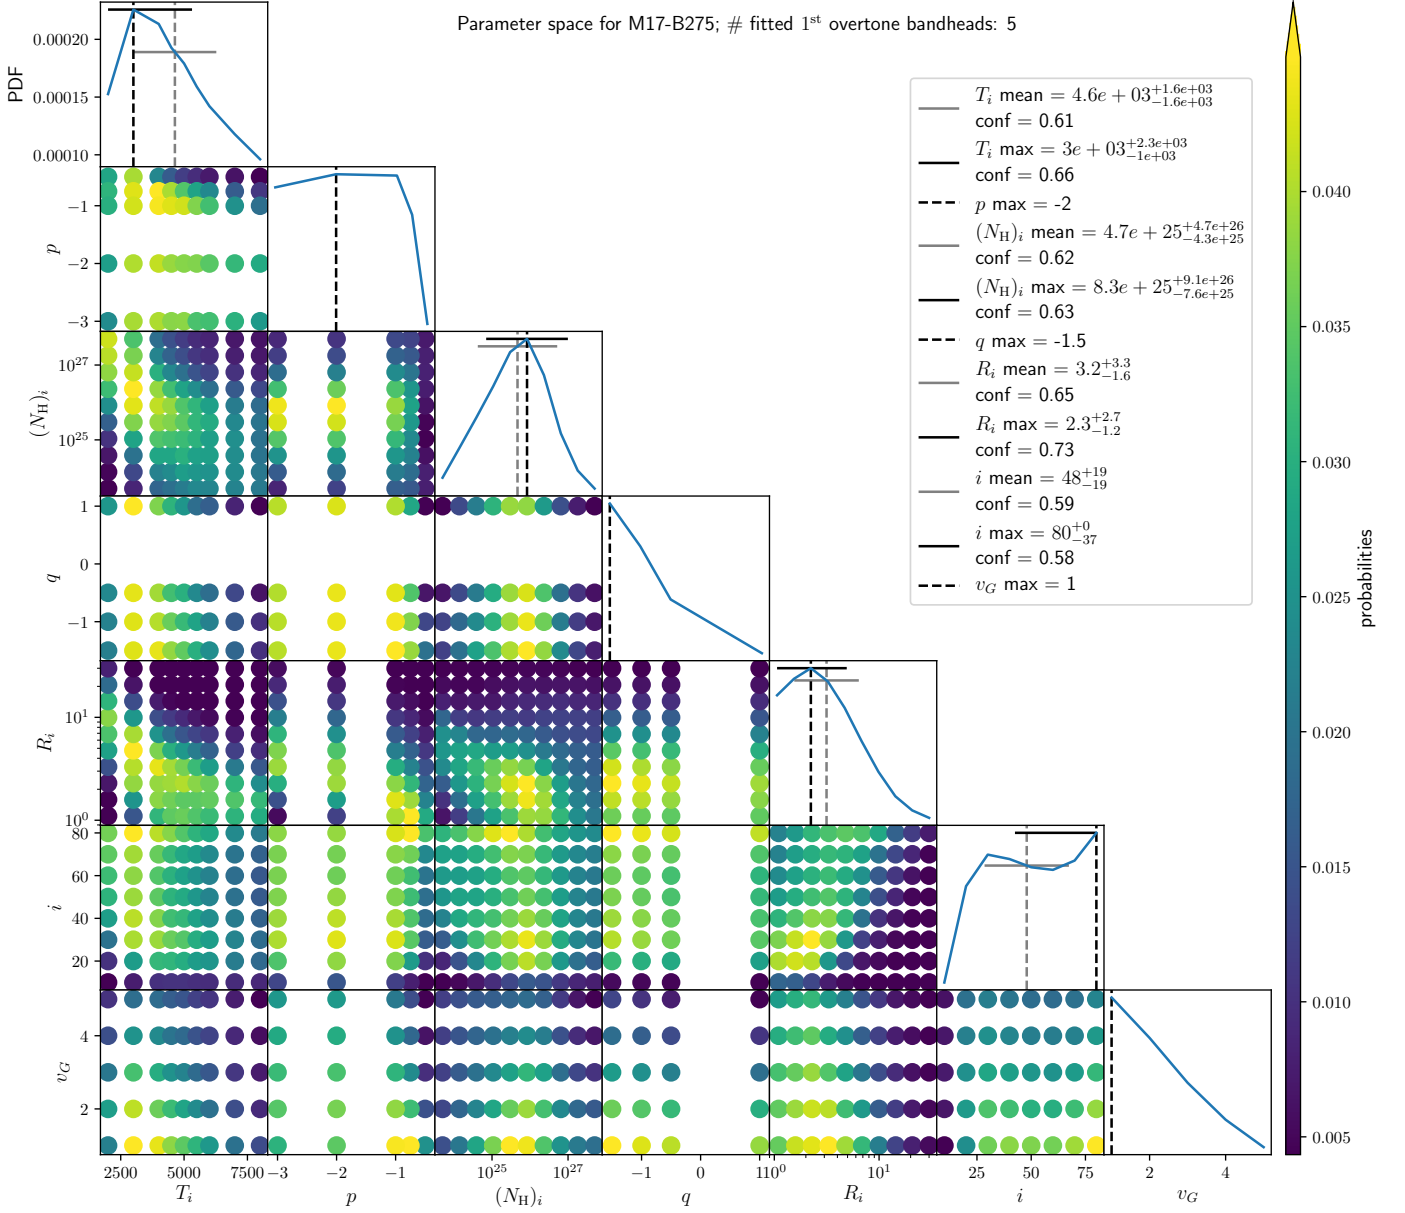 Parameter space for M17-B275; # fitted 1st overtone bandheads: 5
PDF
0.00020
0.00015
0.00010
T_i mean = 4.6e + 03^{+1.6e+03}_{−1.6e+03}
conf = 0.61
T_i max = 3e + 03^{+2.3e+03}_{−1e+03}
conf = 0.66
p max = -2
(N_H)_i mean = 4.7e + 25^{+4.7e+26}_{−4.3e+25}
conf = 0.62
(N_H)_i max = 8.3e + 25^{+9.1e+26}_{−7.6e+25}
conf = 0.63
q max = -1.5
R_i mean = 3.2^{+3.3}_{−1.6}
conf = 0.65
R_i max = 2.3^{+2.7}_{−1.2}
conf = 0.73
i mean = 48^{+19}_{−19}
conf = 0.59
i max = 80^{+0}_{−37}
conf = 0.58
v_G max = 1
p
−1
−2
−3
(N_H)_i
10^27
10^25
q
1
0
−1
R_i
10^1
10^0
i
80
60
40
20
v_G
4
2
2500 5000 7500
T_i
−3 −2 −1
p
10^25 10^27
(N_H)_i
−1 0 1
q
10^0 10^1
R_i
25 50 75
i
2 4
v_G
0.040
0.035
0.030
0.025
0.020
0.015
0.010
0.005
probabilities